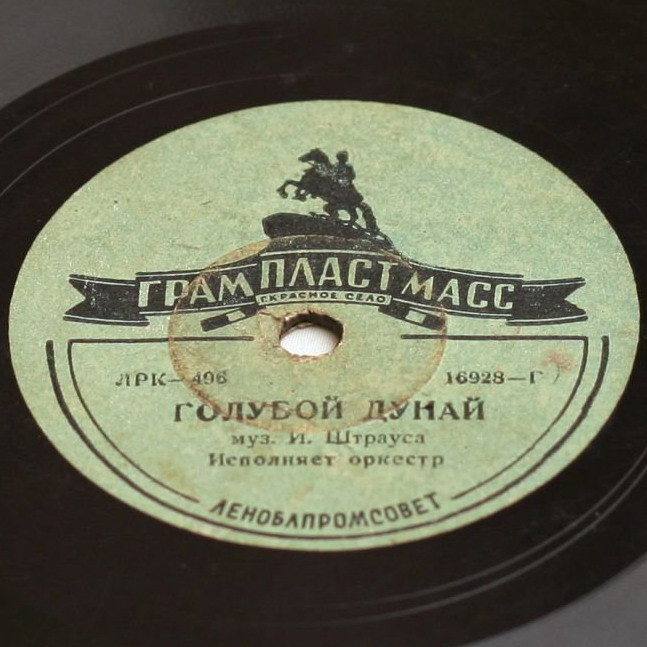 ГРАМПЛАСТМАСС
Г.КРАСНОЕ СЕЛО
ЛРК—496 16928—Г
ГОЛУБОЙ ДУНАЙ
муз. И. Штрауса
Исполняет оркестр
ЛЕНОБЛПРОМСОВЕТ